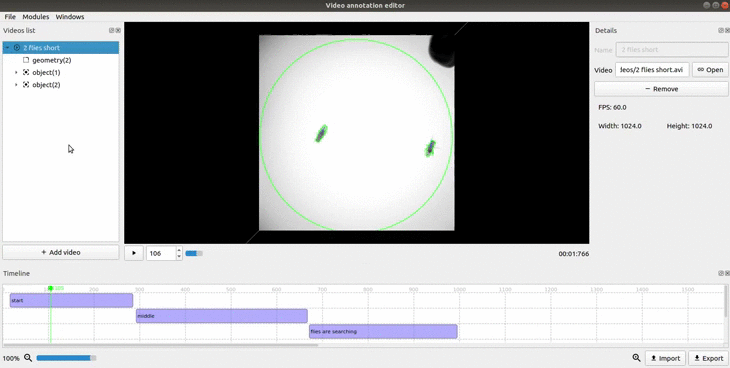 Video annotation editor
File Modules Windows
Videos list
2 flies short
geometry(2)
object(1)
object(2)
+ Add video
106
00:01:766
Details
Name 2 flies short
Video leos/2 flies short.avi Open
− Remove
FPS: 60.0
Width: 1024.0 Height: 1024.0
Timeline
200 300 400 500 600 700 800 900 1000 1100 1200 1300 1400 1500
start
middle
flies are searching
100%
Import Export